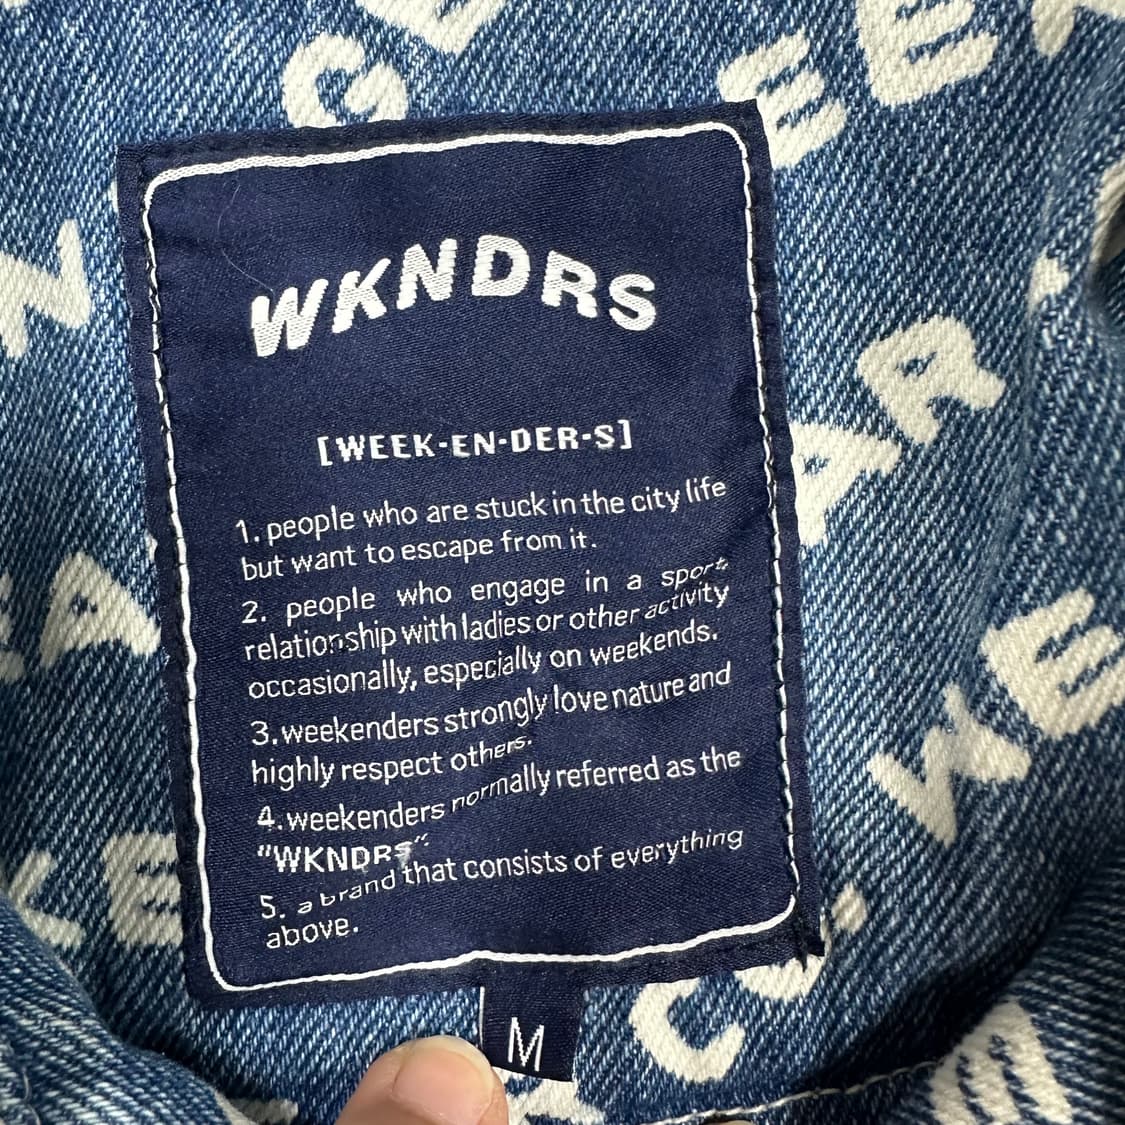 WKNDRS
[WEEK-EN-DER-S]
1. people who are stuck in the city life
but want to escape from it.
2. people who engage in a sport,
relationship with ladies or other activity
occasionally, especially on weekends.
3. weekenders strongly love nature and
highly respect others.
4. weekenders normally referred as the
"WKNDRS".
5. a brand that consists of everything
above.
M